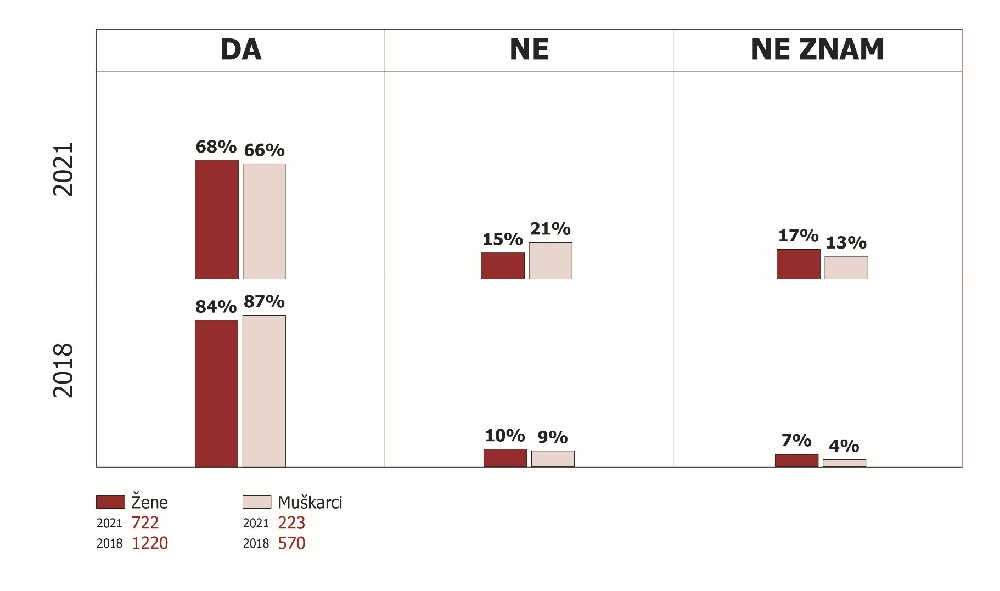 DA NE NE ZNAM
2021
68% 66% 15% 21% 17% 13%
2018
84% 87% 10% 9% 7% 4%
Žene Muškarci
2021 722 2021 223
2018 1220 2018 570